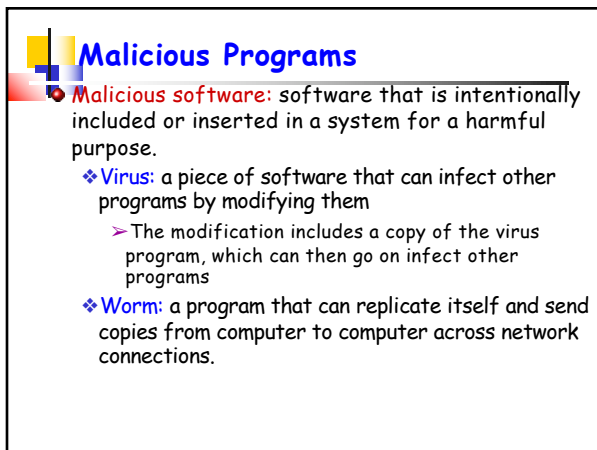 Malicious Programs
Malicious software: software that is intentionally
included or inserted in a system for a harmful
purpose.
❖Virus: a piece of software that can infect other
programs by modifying them
➢The modification includes a copy of the virus
program, which can then go on infect other
programs
❖Worm: a program that can replicate itself and send
copies from computer to computer across network
connections.